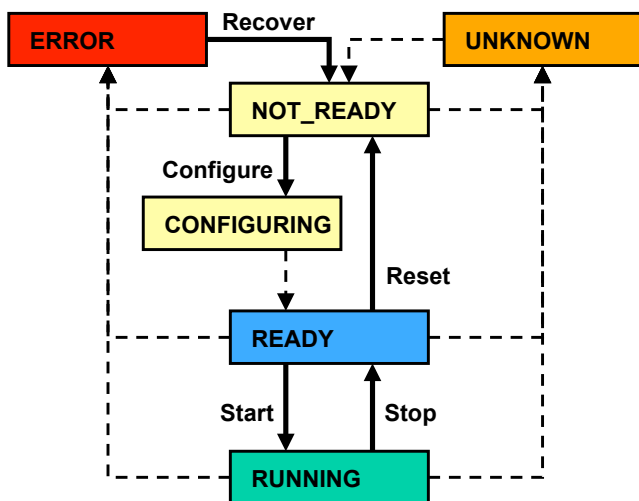 Recover
ERROR
UNKNOWN
NOT_READY
Configure
CONFIGURING
Reset
READY
Start
Stop
RUNNING